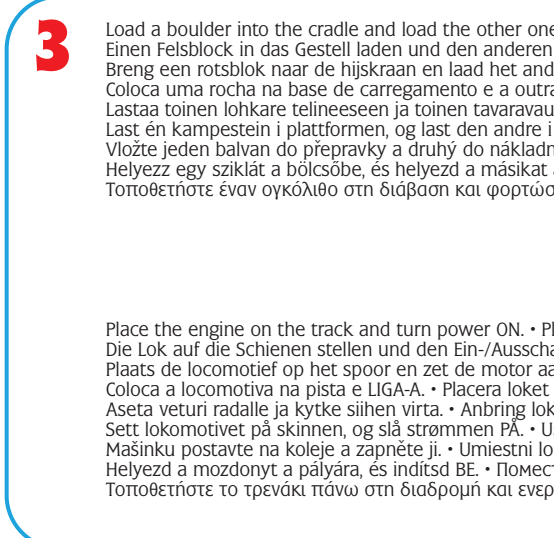 3
Load a boulder into the cradle and load the other one
Einen Felsblock in das Gestell laden und den anderen
Breng een rotsblok naar de hijskraan en laad het and
Coloca uma rocha na base de carregamento e a outra
Lastaa toinen lohkare telineeseen ja toinen tavaravau
Last én kampestein i plattformen, og last den andre i
Vložte jeden balvan do přepravky a druhý do nákladn
Helyezz egy sziklát a bölcsőbe, és helyezd a másikat
Τοποθετήστε έναν ογκόλιθο στη διάβαση και φορτώσ
Place the engine on the track and turn power ON. • Pl
Die Lok auf die Schienen stellen und den Ein-/Ausscha
Plaats de locomotief op het spoor en zet de motor aa
Coloca a locomotiva na pista e LIGA-A. • Placera loket
Aseta veturi radalle ja kytke siihen virta. • Anbring lok
Sett lokomotivet på skinnen, og slå strømmen PÅ. • U
Mašinku postavte na koleje a zapněte ji. • Umiestni lo
Helyezd a mozdonyt a pályára, és indítsd BE. • Помест
Τοποθετήστε το τρενάκι πάνω στη διαδρομή και ενερ